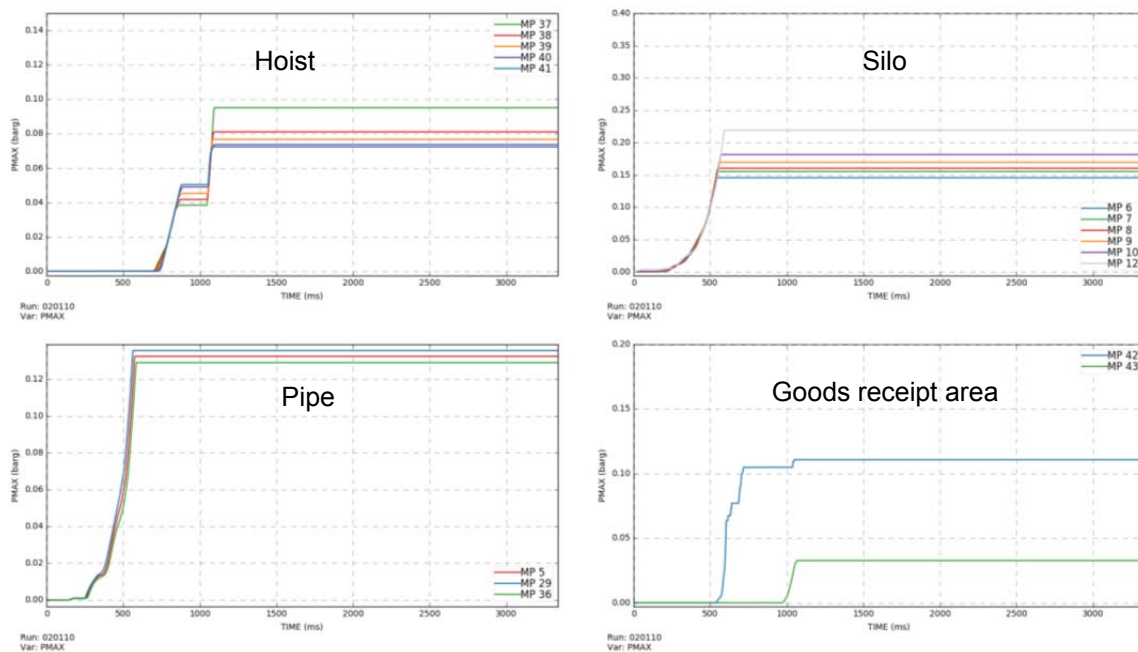 0.14
0.12
0.10
0.08
0.06
0.04
0.02
0.00
PMAX (barg)
Hoist
MP 37
MP 38
MP 39
MP 40
MP 41
0
500
1000
1500
2000
2500
3000
TIME (ms)
Run: 020110
Var: PMAX
0.40
0.35
0.30
0.25
0.20
0.15
0.10
0.05
0.00
PMAX (barg)
Silo
MP 6
MP 7
MP 8
MP 9
MP 10
MP 12
0
500
1000
1500
2000
2500
3000
TIME (ms)
Run: 020110
Var: PMAX
0.12
0.10
0.08
0.06
0.04
0.02
0.00
PMAX (barg)
Pipe
MP 5
MP 29
MP 36
0
500
1000
1500
2000
2500
3000
TIME (ms)
Run: 020110
Var: PMAX
0.20
0.15
0.10
0.05
0.00
PMAX (barg)
Goods receipt area
MP 42
MP 43
0
500
1000
1500
2000
2500
3000
TIME (ms)
Run: 020110
Var: PMAX